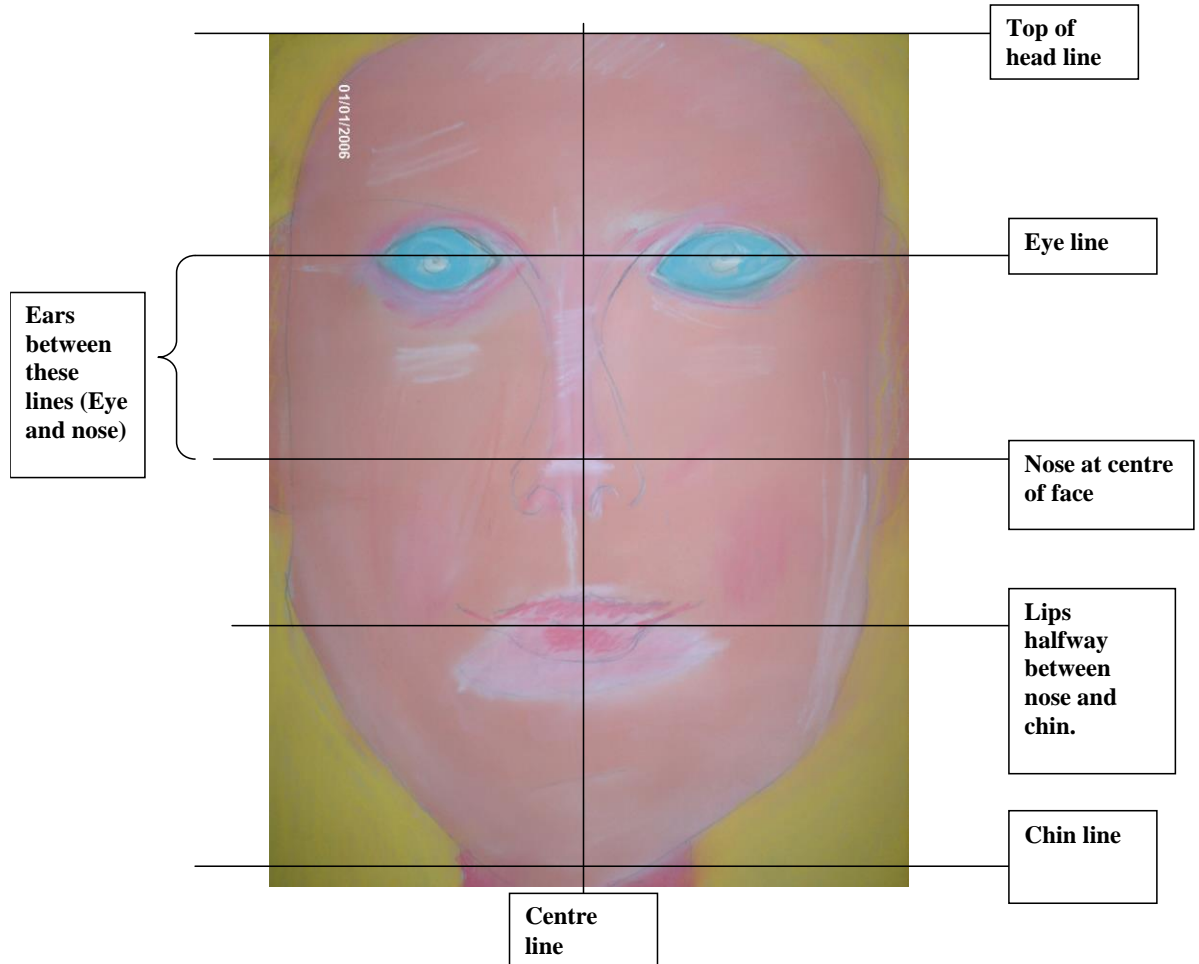 Top of
head line
01/01/2006
Eye line
Ears
between
these
lines (Eye
and nose)
Nose at centre
of face
Lips
halfway
between
nose and
chin.
Chin line
Centre
line